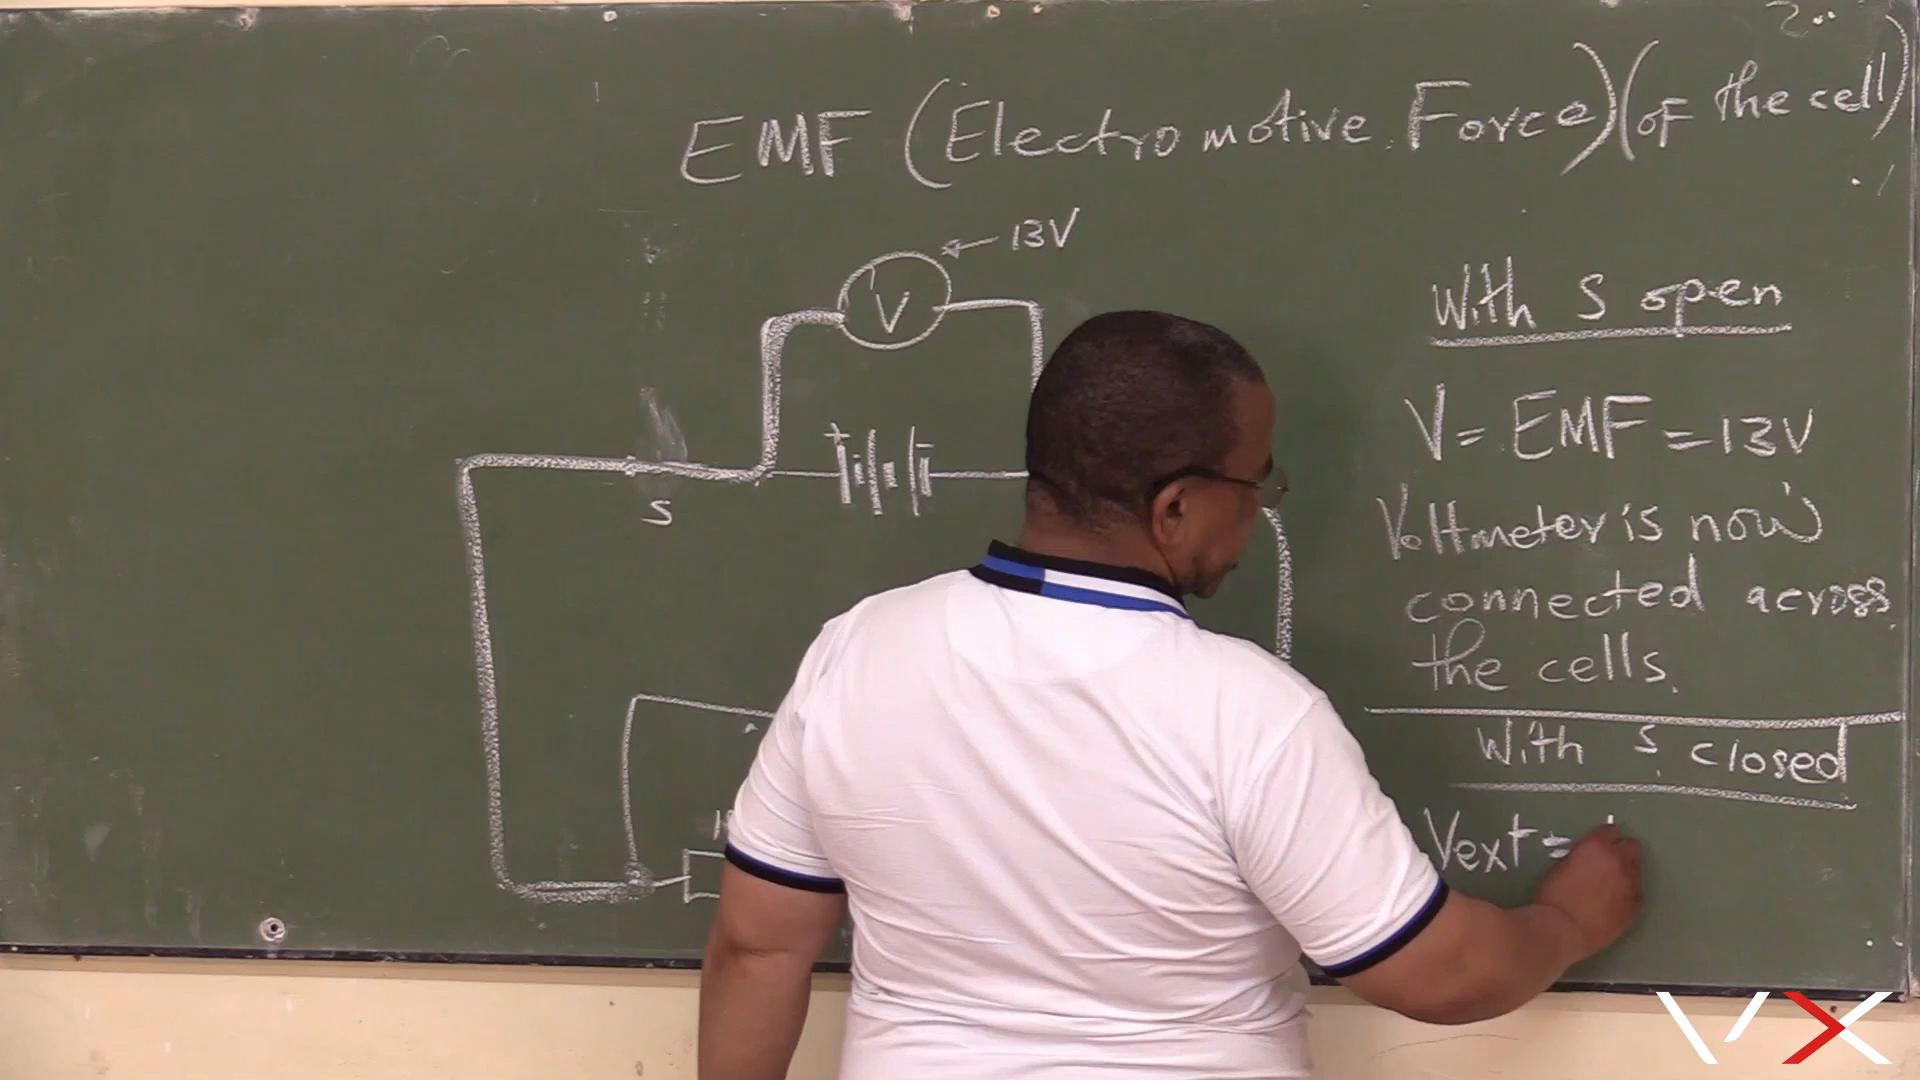 EMF (Electromotive Force) (of the cell)
13V
V
With S open
V = EMF = 13V
Voltmeter is now
connected across
the cells.
S
With S closed
Vext =
VX